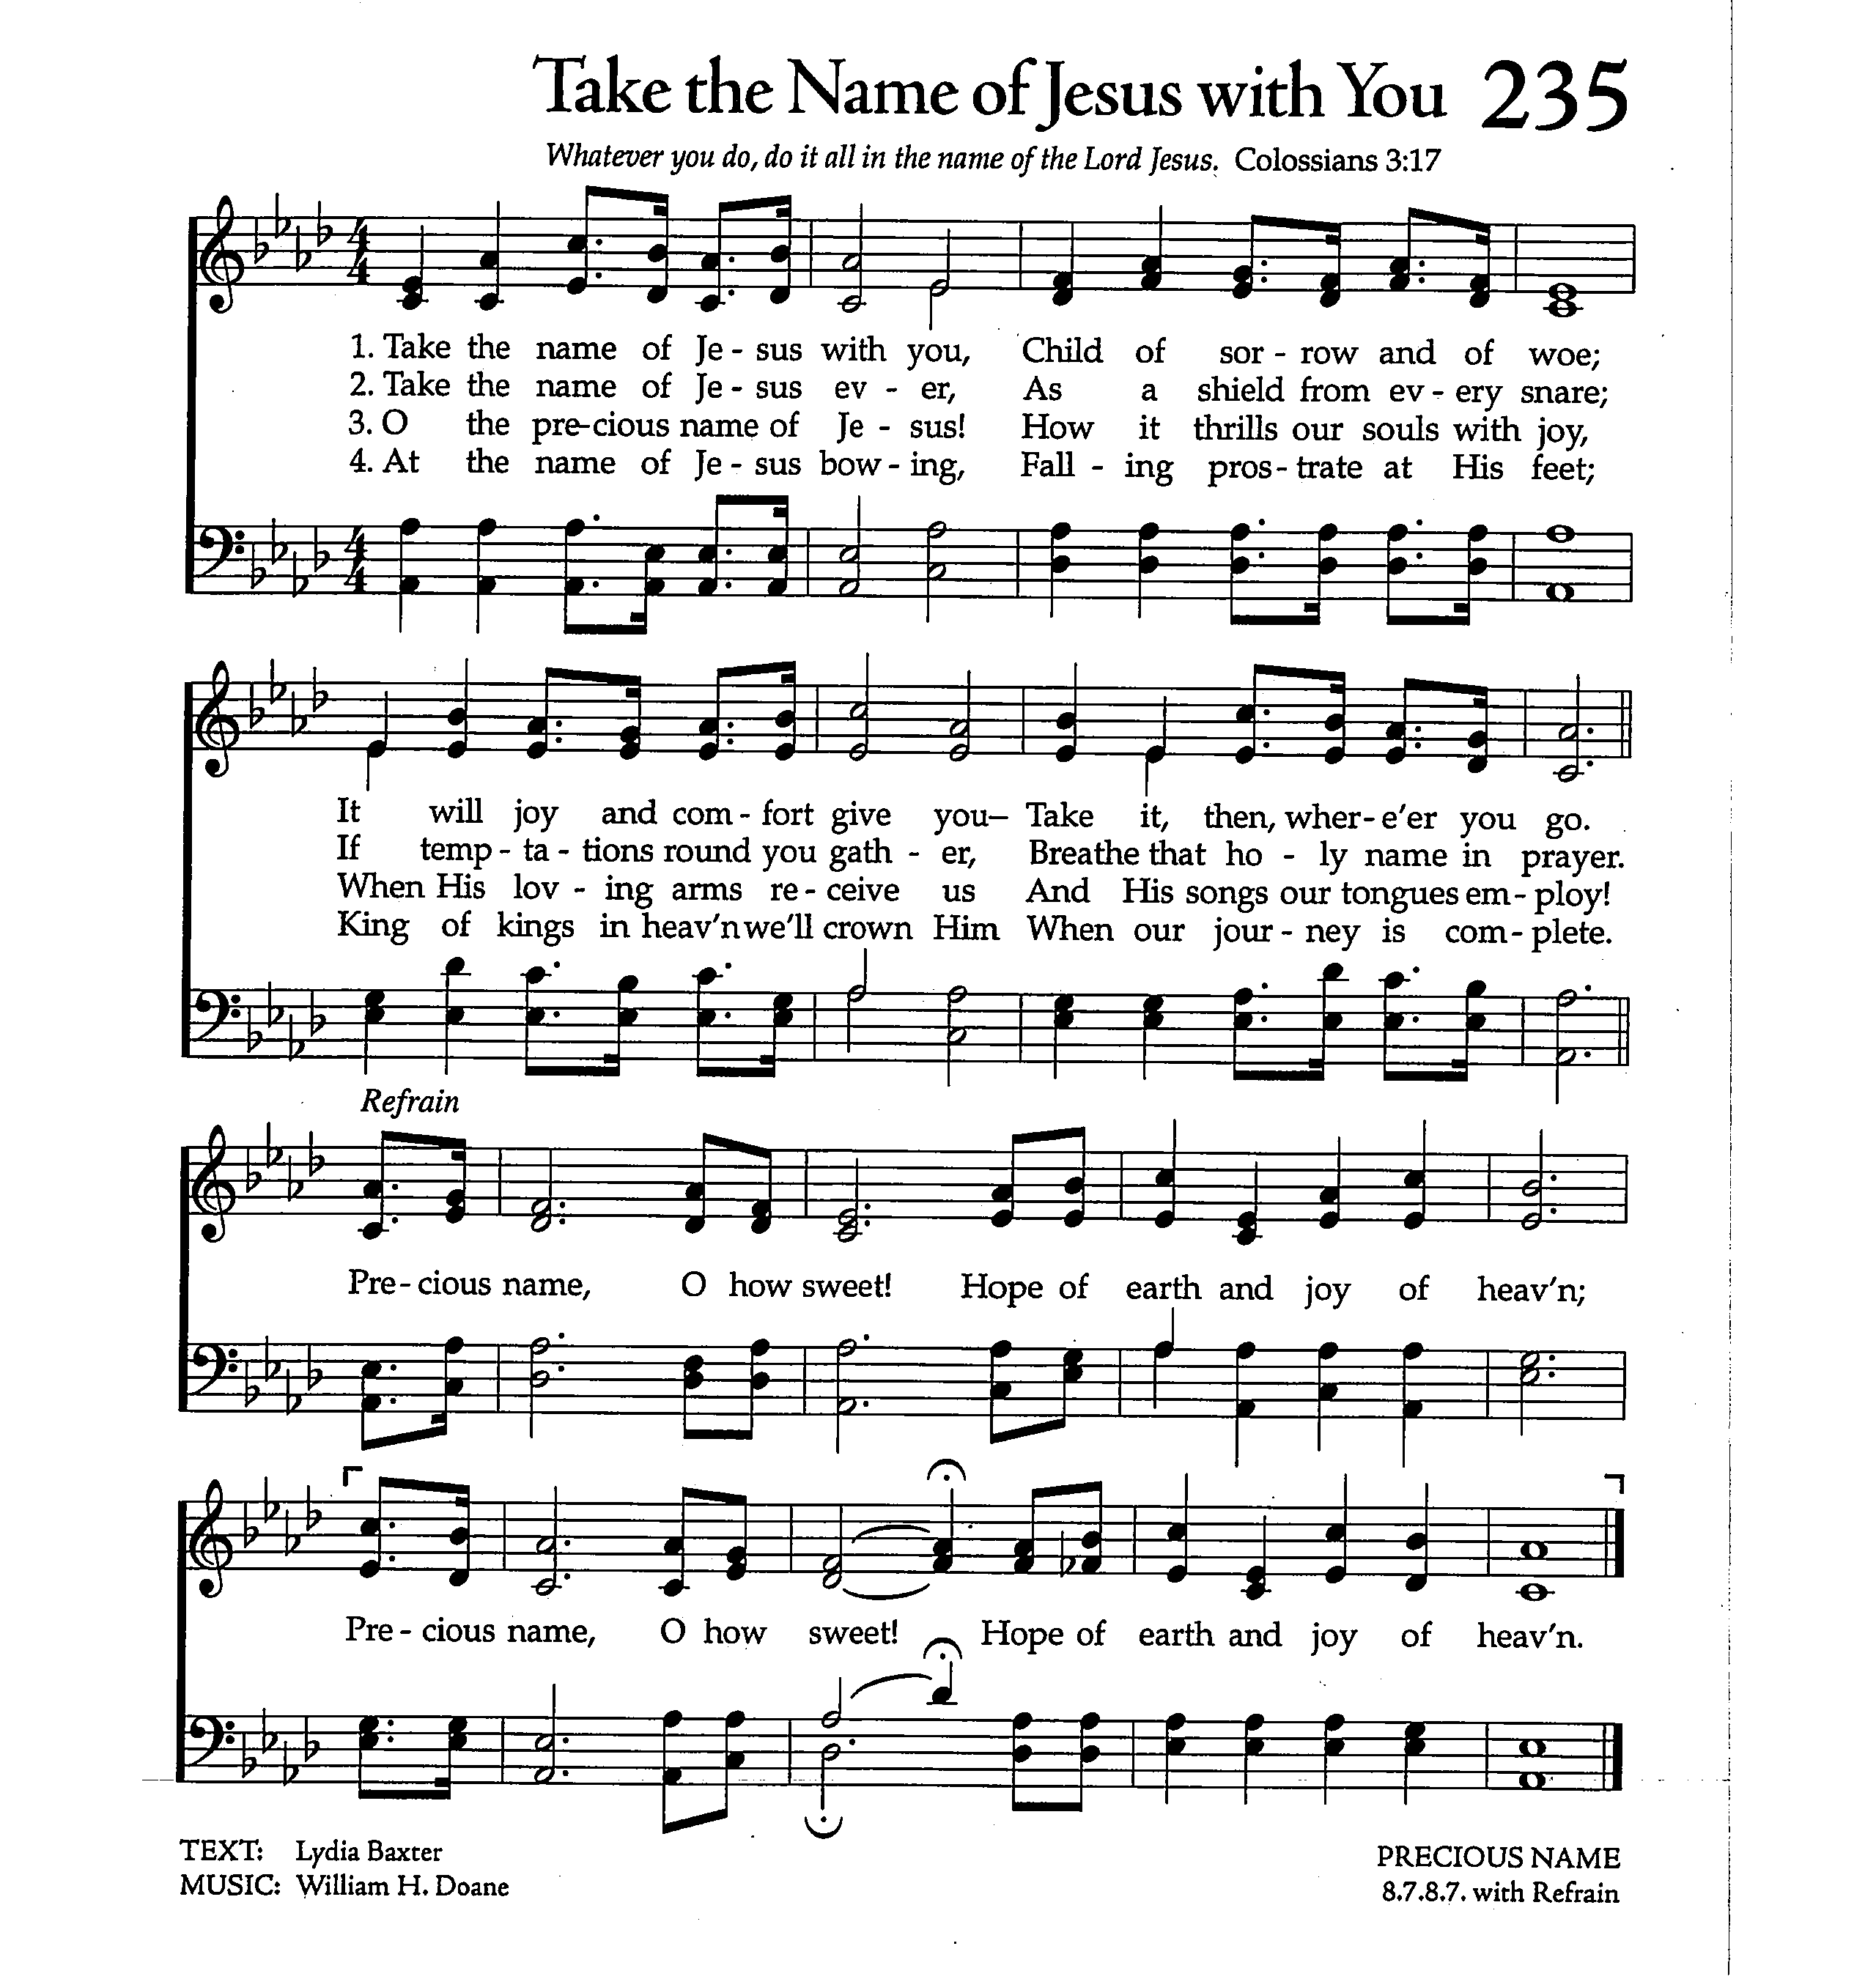 Take the Name of Jesus with You 235
Whatever you do, do it all in the name of the Lord Jesus. Colossians 3:17
1. Take the name of Je - sus with you, Child of sor - row and of woe;
2. Take the name of Je - sus ev - er, As a shield from ev - ery snare;
3. O the pre-cious name of Je - sus! How it thrills our souls with joy,
4. At the name of Je - sus bow - ing, Fall - ing pros - trate at His feet;
It will joy and com - fort give you– Take it, then, wher - e'er you go.
If temp - ta - tions round you gath - er, Breathe that ho - ly name in prayer.
When His lov - ing arms re - ceive us And His songs our tongues em - ploy!
King of kings in heav'n we'll crown Him When our jour - ney is com - plete.
Refrain
Pre - cious name, O how sweet! Hope of earth and joy of heav'n;
Pre - cious name, O how sweet! Hope of earth and joy of heav'n.
TEXT: Lydia Baxter
MUSIC: William H. Doane
PRECIOUS NAME
8.7.8.7. with Refrain